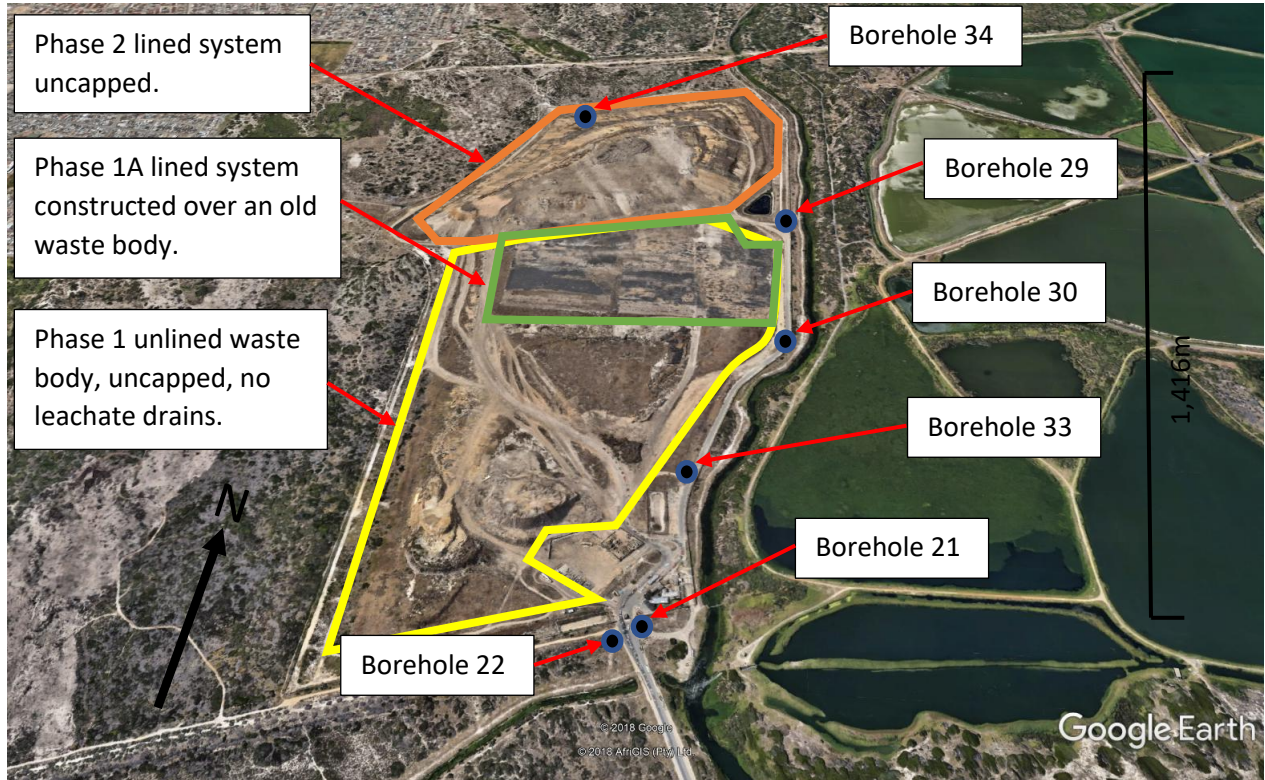 Phase 2 lined system
uncapped.
Borehole 34
Phase 1A lined system
constructed over an old
waste body.
Borehole 29
Borehole 30
Phase 1 unlined waste
body, uncapped, no
leachate drains.
1,416m
Borehole 33
N
Borehole 21
Borehole 22
© 2018 Google
© 2018 AfriGIS (Pty) Ltd.
Google Earth